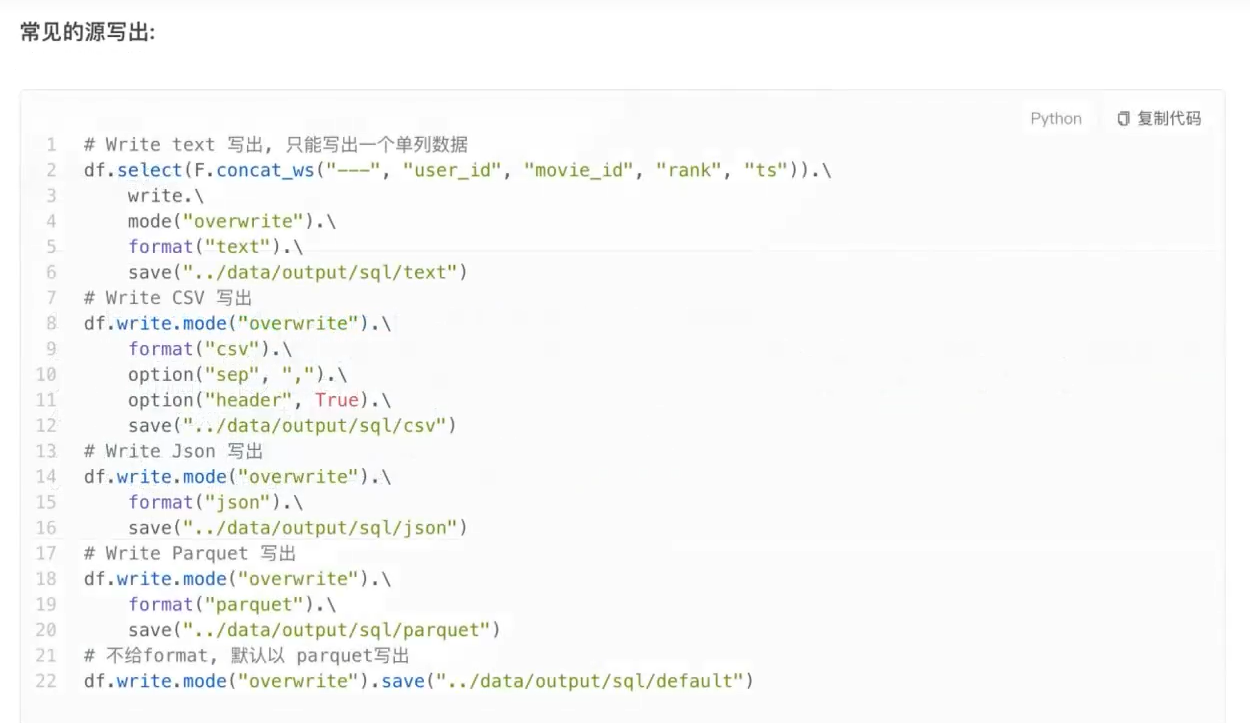 常见的源写出:
Python 复制代码
1 # Write text 写出, 只能写出一个单列数据
2 df.select(F.concat_ws("---", "user_id", "movie_id", "rank", "ts")).\
3     write.\
4     mode("overwrite").\
5     format("text").\
6     save("../data/output/sql/text")
7 # Write CSV 写出
8 df.write.mode("overwrite").\
9     format("csv").\
10     option("sep", ",").\
11     option("header", True).\
12     save("../data/output/sql/csv")
13 # Write Json 写出
14 df.write.mode("overwrite").\
15     format("json").\
16     save("../data/output/sql/json")
17 # Write Parquet 写出
18 df.write.mode("overwrite").\
19     format("parquet").\
20     save("../data/output/sql/parquet")
21 # 不给format, 默认以 parquet写出
22 df.write.mode("overwrite").save("../data/output/sql/default")